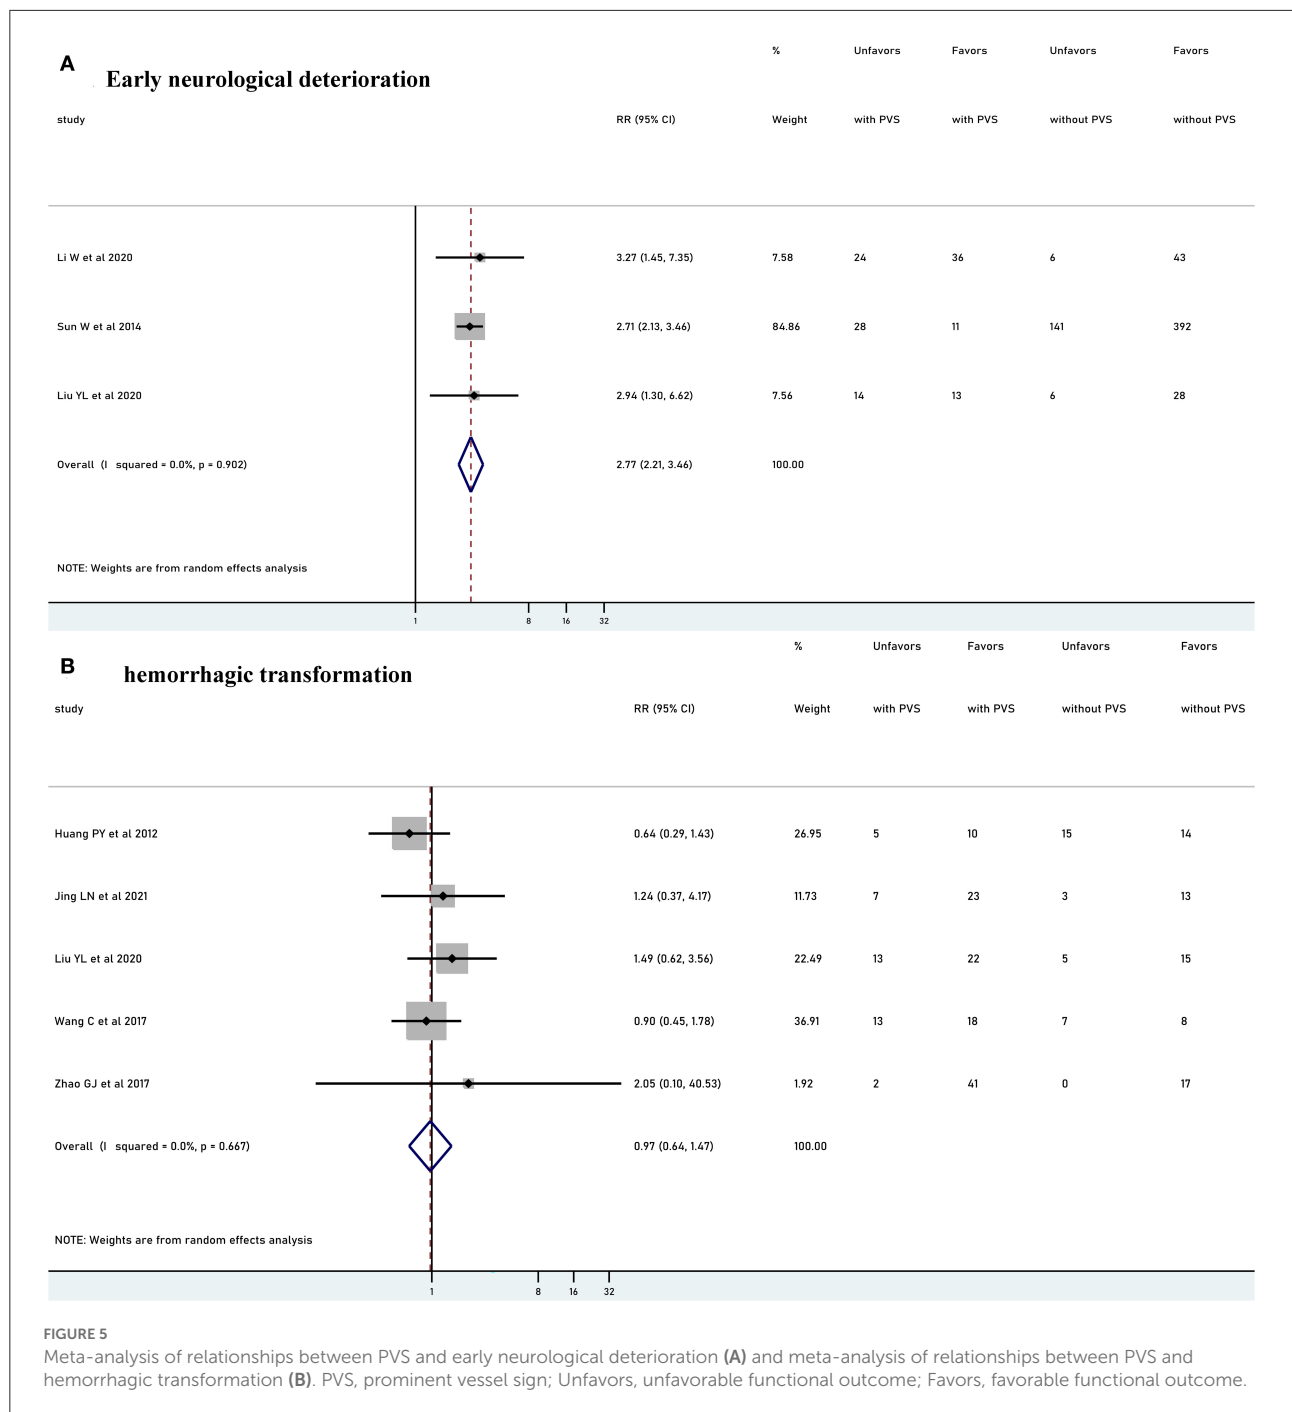 A
% Unfavors Favors Unfavors Favors
Early neurological deterioration
study RR (95% CI) Weight with PVS with PVS without PVS without PVS
Li W et al 2020 3.27 (1.45, 7.35) 7.58 24 36 6 43
Sun W et al 2014 2.71 (2.13, 3.46) 84.86 28 11 141 392
Liu YL et al 2020 2.94 (1.30, 6.62) 7.56 14 13 6 28
Overall (I squared = 0.0%, p = 0.902) 2.77 (2.21, 3.46) 100.00
NOTE: Weights are from random effects analysis
1 8 16 32
B
% Unfavors Favors Unfavors Favors
hemorrhagic transformation
study RR (95% CI) Weight with PVS with PVS without PVS without PVS
Huang PY et al 2012 0.64 (0.29, 1.43) 26.95 5 10 15 14
Jing LN et al 2021 1.24 (0.37, 4.17) 11.73 7 23 3 13
Liu YL et al 2020 1.49 (0.62, 3.56) 22.49 13 22 5 15
Wang C et al 2017 0.90 (0.45, 1.78) 36.91 13 18 7 8
Zhao GJ et al 2017 2.05 (0.10, 40.53) 1.92 2 41 0 17
Overall (I squared = 0.0%, p = 0.667) 0.97 (0.64, 1.47) 100.00
NOTE: Weights are from random effects analysis
1 8 16 32
FIGURE 5
Meta-analysis of relationships between PVS and early neurological deterioration (A) and meta-analysis of relationships between PVS and
hemorrhagic transformation (B). PVS, prominent vessel sign; Unfavors, unfavorable functional outcome; Favors, favorable functional outcome.